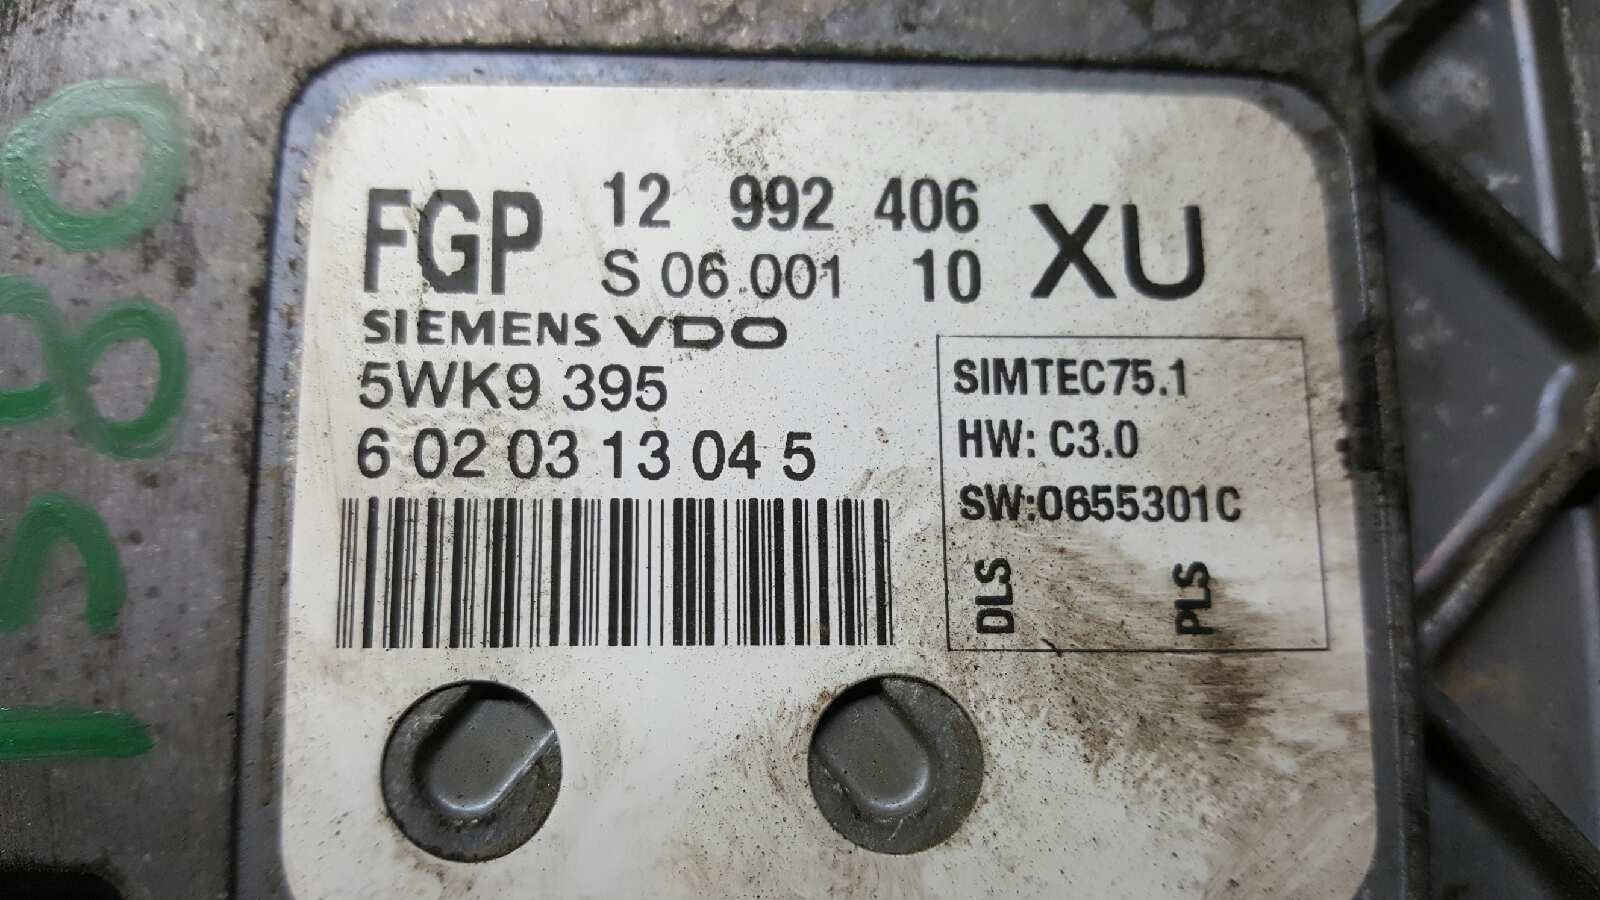 FGP 12 992 406 XU
S 06.001 10
SIEMENS VDO
5WK9 395
6 02 03 13 04 5
SIMTEC75.1
HW: C3.0
SW:0655301C
DLS PLS
1580